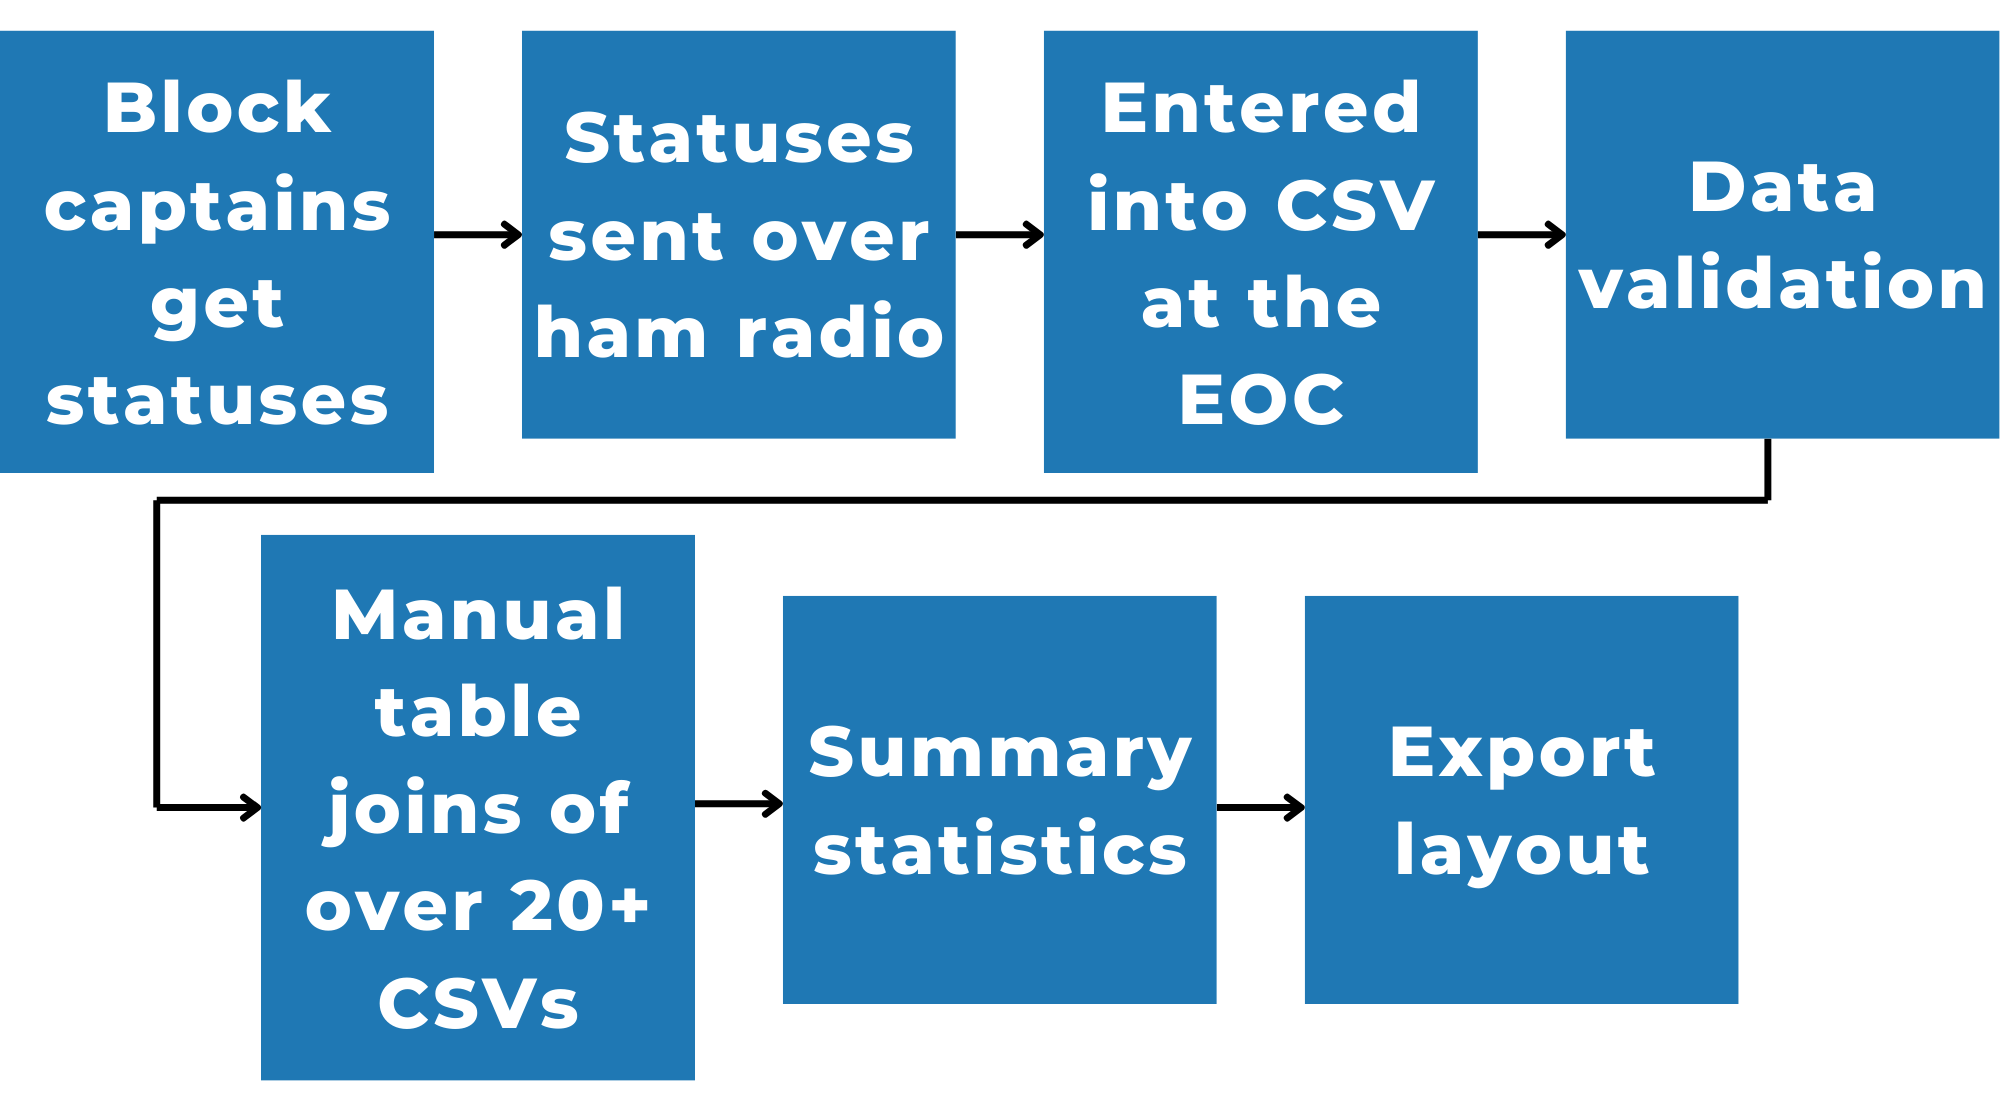 Block
captains
get
statuses
Statuses
sent over
ham radio
Entered
into CSV
at the
EOC
Data
validation
Manual
table
joins of
over 20+
CSVs
Summary
statistics
Export
layout